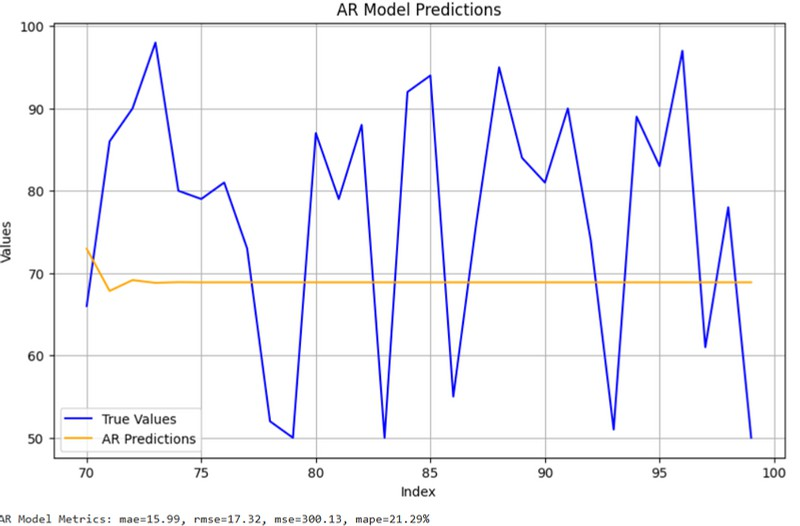 AR Model Predictions
100
90
80
70
60
50
Values
True Values
AR Predictions
70 75 80 85 90 95 100
Index
AR Model Metrics: mae=15.99, rmse=17.32, mse=300.13, mape=21.29%